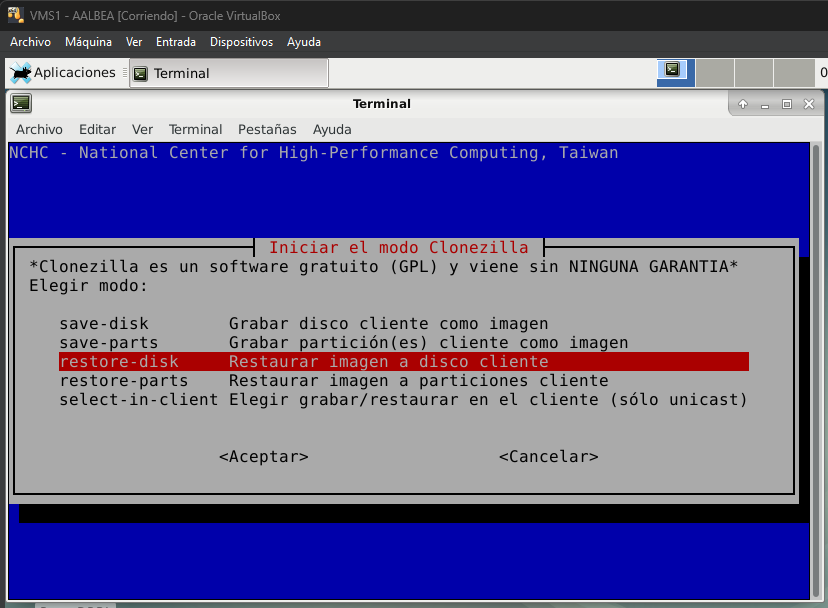 VMS1 - AALBEA [Corriendo] - Oracle VirtualBox
Archivo Máquina Ver Entrada Dispositivos Ayuda
Aplicaciones Terminal 0
Terminal
Archivo Editar Ver Terminal Pestañas Ayuda
NCHC - National Center for High-Performance Computing, Taiwan
Iniciar el modo Clonezilla
*Clonezilla es un software gratuito (GPL) y viene sin NINGUNA GARANTIA*
Elegir modo:
save-disk Grabar disco cliente como imagen
save-parts Grabar partición(es) cliente como imagen
restore-disk Restaurar imagen a disco cliente
restore-parts Restaurar imagen a particiones cliente
select-in-client Elegir grabar/restaurar en el cliente (sólo unicast)
<Aceptar> <Cancelar>